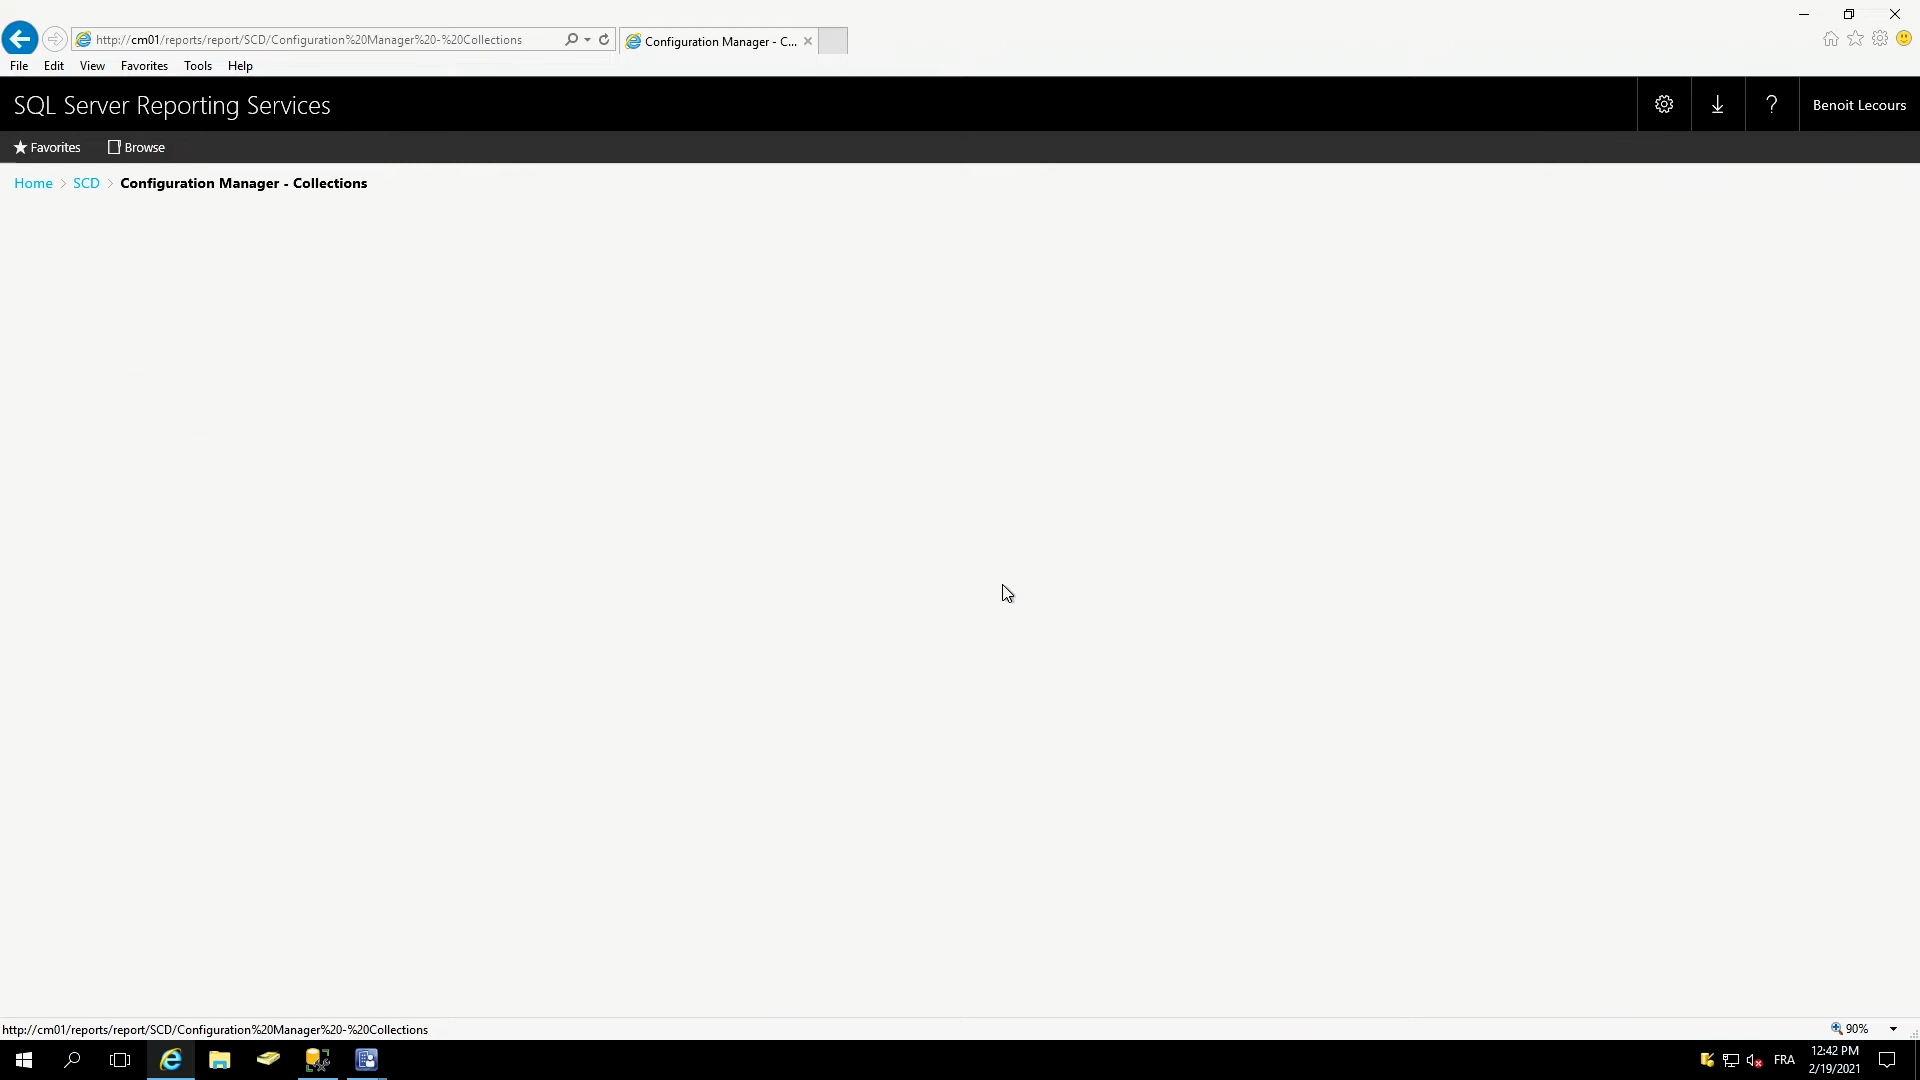 http://cm01/reports/report/SCD/Configuration%20Manager%20-%20Collections
Configuration Manager - C...
File Edit View Favorites Tools Help
SQL Server Reporting Services
? Benoit Lecours
Favorites Browse
Home > SCD > Configuration Manager - Collections
http://cm01/reports/report/SCD/Configuration%20Manager%20-%20Collections
90%
FRA
12:42 PM
2/19/2021